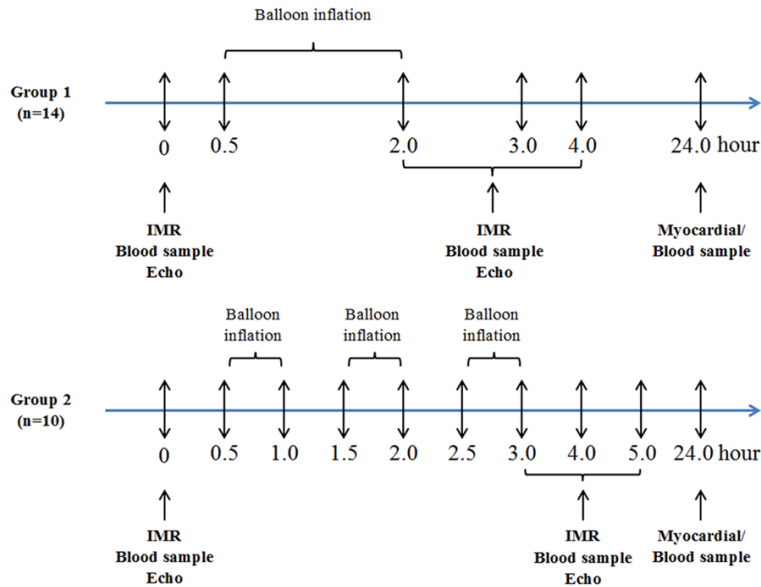 Balloon inflation
Group 1
(n=14)
0 0.5 2.0 3.0 4.0 24.0 hour
IMR
Blood sample
Echo
IMR
Blood sample
Echo
Myocardial/
Blood sample
Balloon
inflation
Balloon
inflation
Balloon
inflation
Group 2
(n=10)
0 0.5 1.0 1.5 2.0 2.5 3.0 4.0 5.0 24.0 hour
IMR
Blood sample
Echo
IMR
Blood sample
Echo
Myocardial/
Blood sample